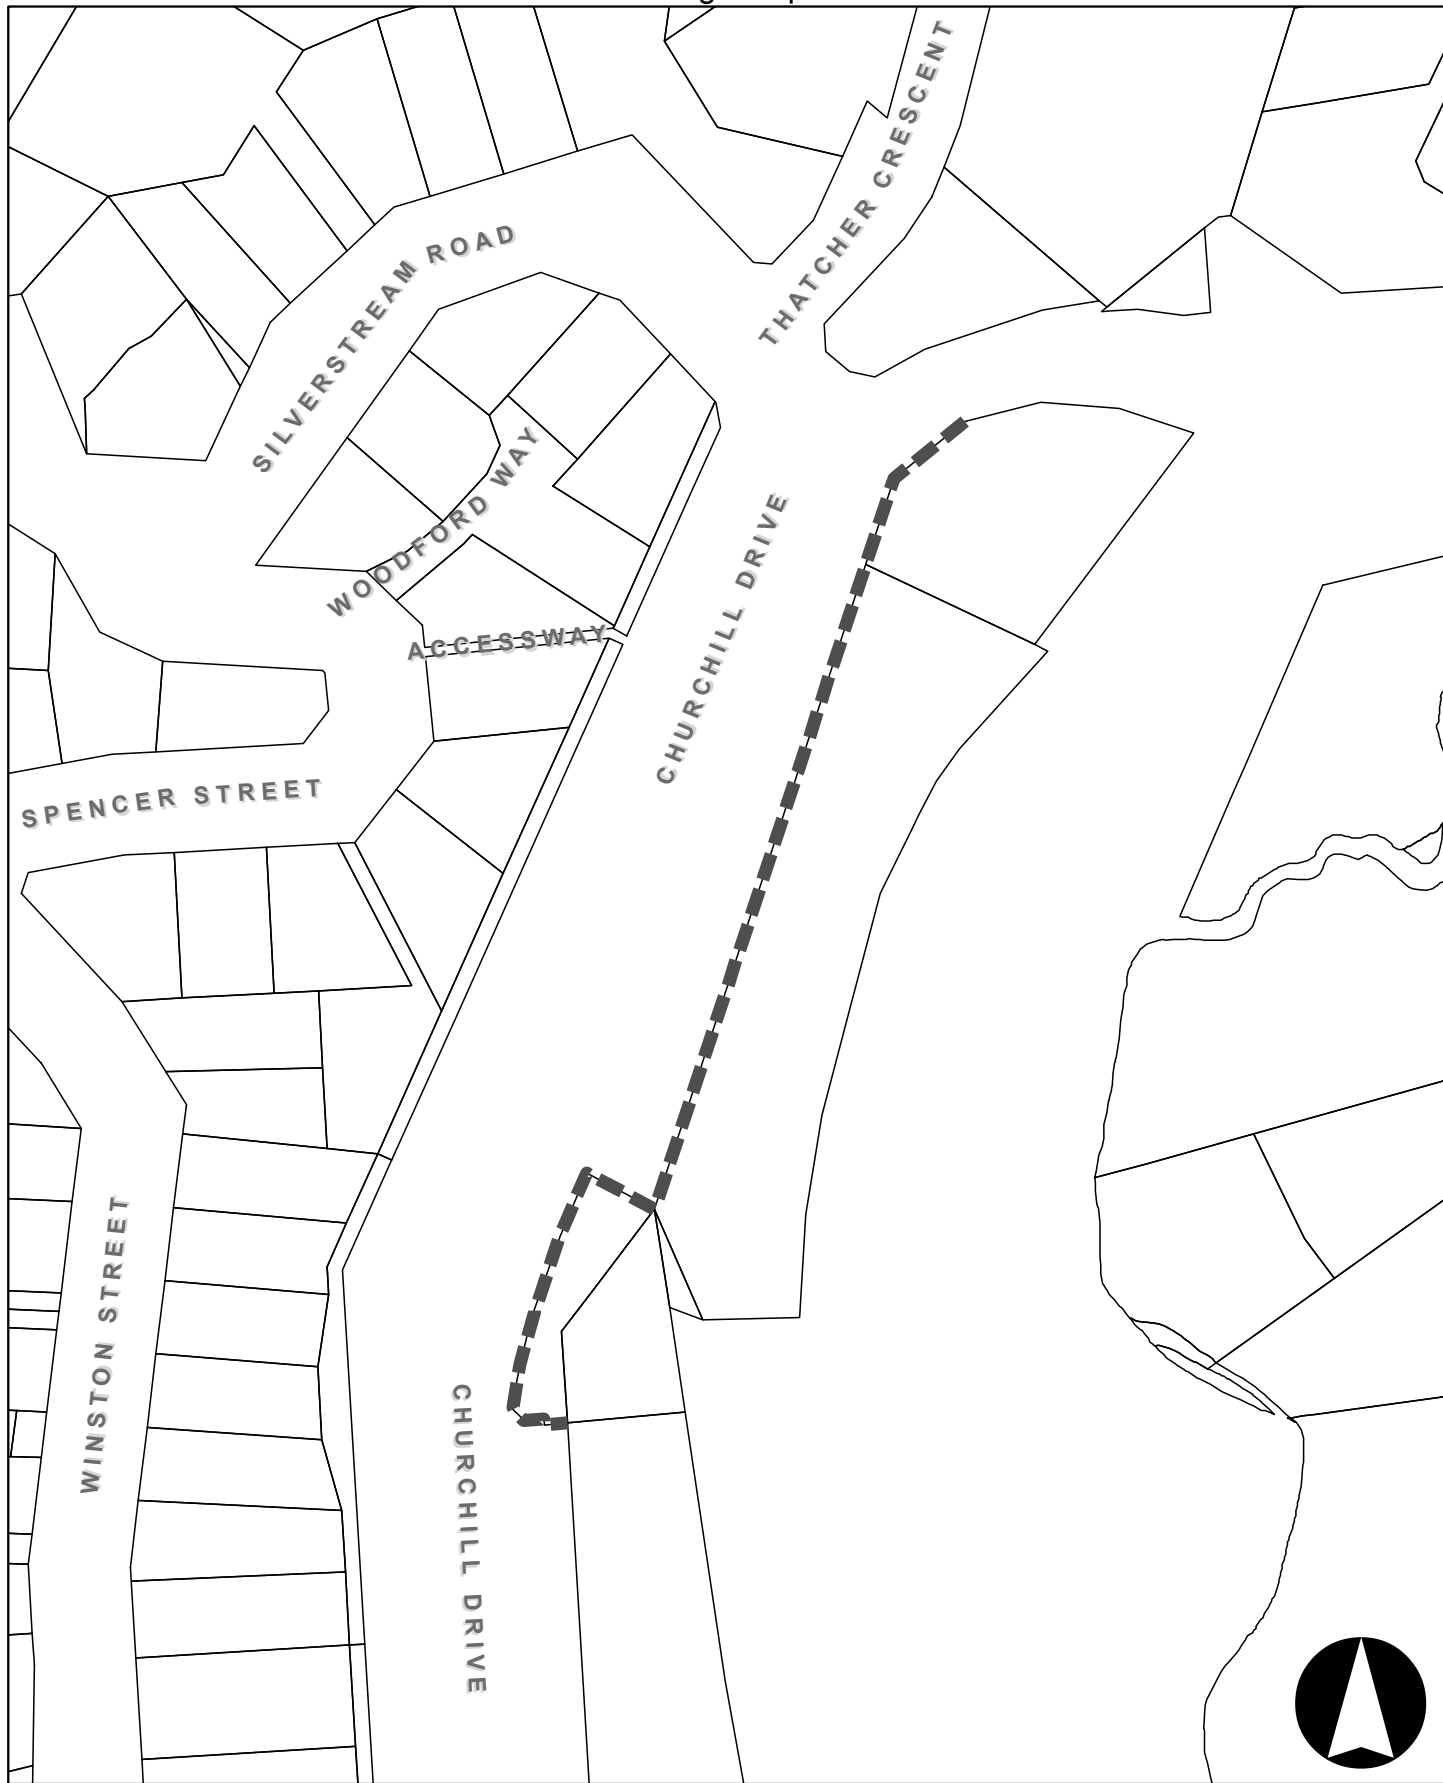 THATCHER CRESCENT
SILVERSTREAM ROAD
WOODFORD WAY
CHURCHILL DRIVE
ACCESSWAY
SPENCER STREET
WINSTON STREET
CHURCHILL DRIVE